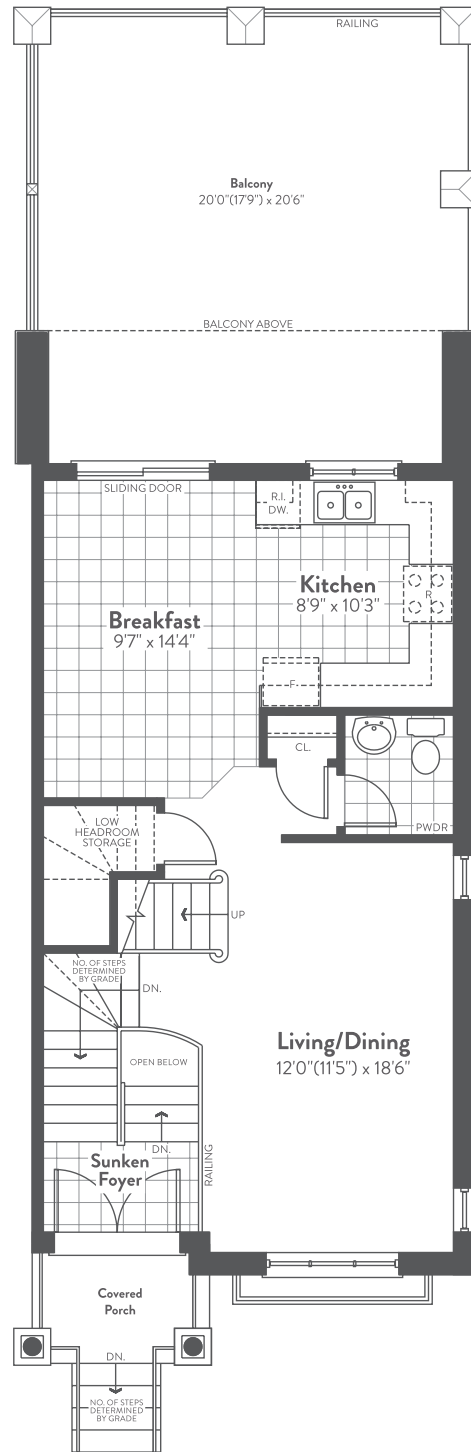 RAILING
Balcony
20'0"(17'9") x 20'6"
BALCONY ABOVE
SLIDING DOOR
R.I.
DW.
Kitchen
8'9" x 10'3"
R
Breakfast
9'7" x 14'4"
F
CL.
PWDR
LOW
HEADROOM
STORAGE
UP
NO. OF STEPS
DETERMINED
BY GRADE
DN.
OPEN BELOW
Living/Dining
12'0"(11'5") x 18'6"
DN.
Sunken
Foyer
RAILING
Covered
Porch
DN.
NO. OF STEPS
DETERMINED
BY GRADE